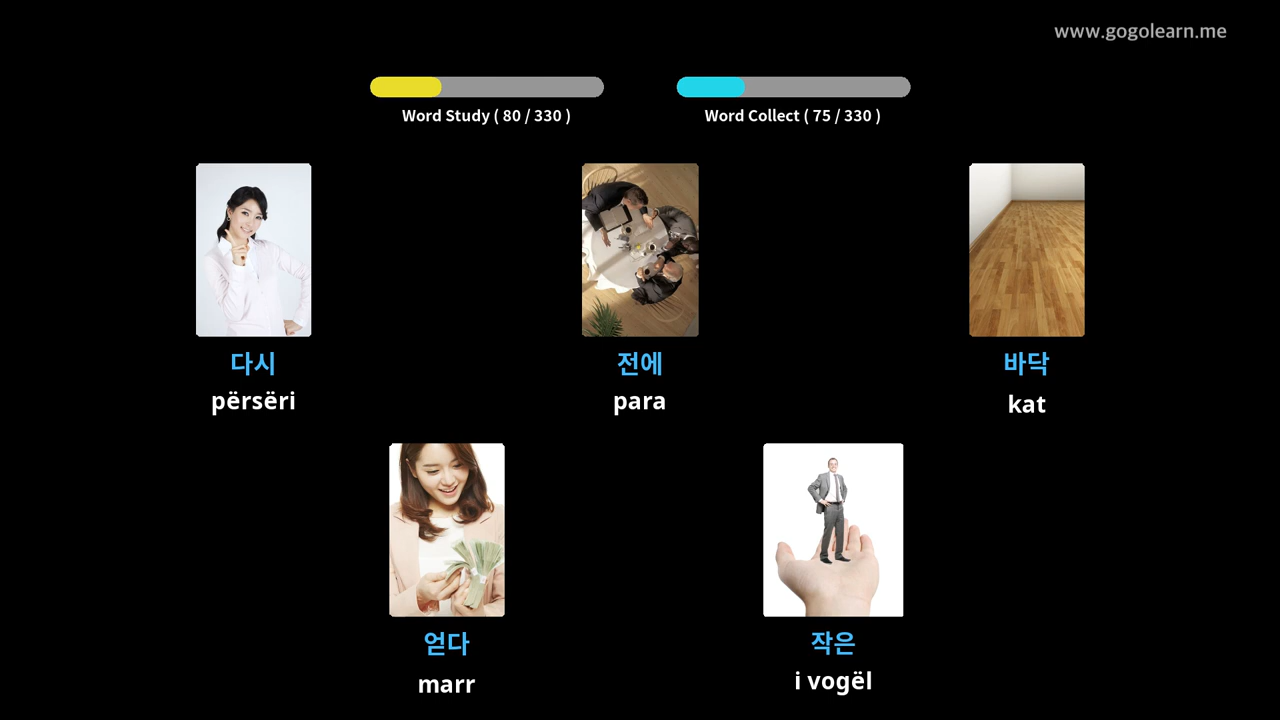 www.gogolearn.me
Word Study ( 80 / 330 )
Word Collect ( 75 / 330 )
다시
përsëri
전에
para
바닥
kat
얻다
marr
작은
i vogël